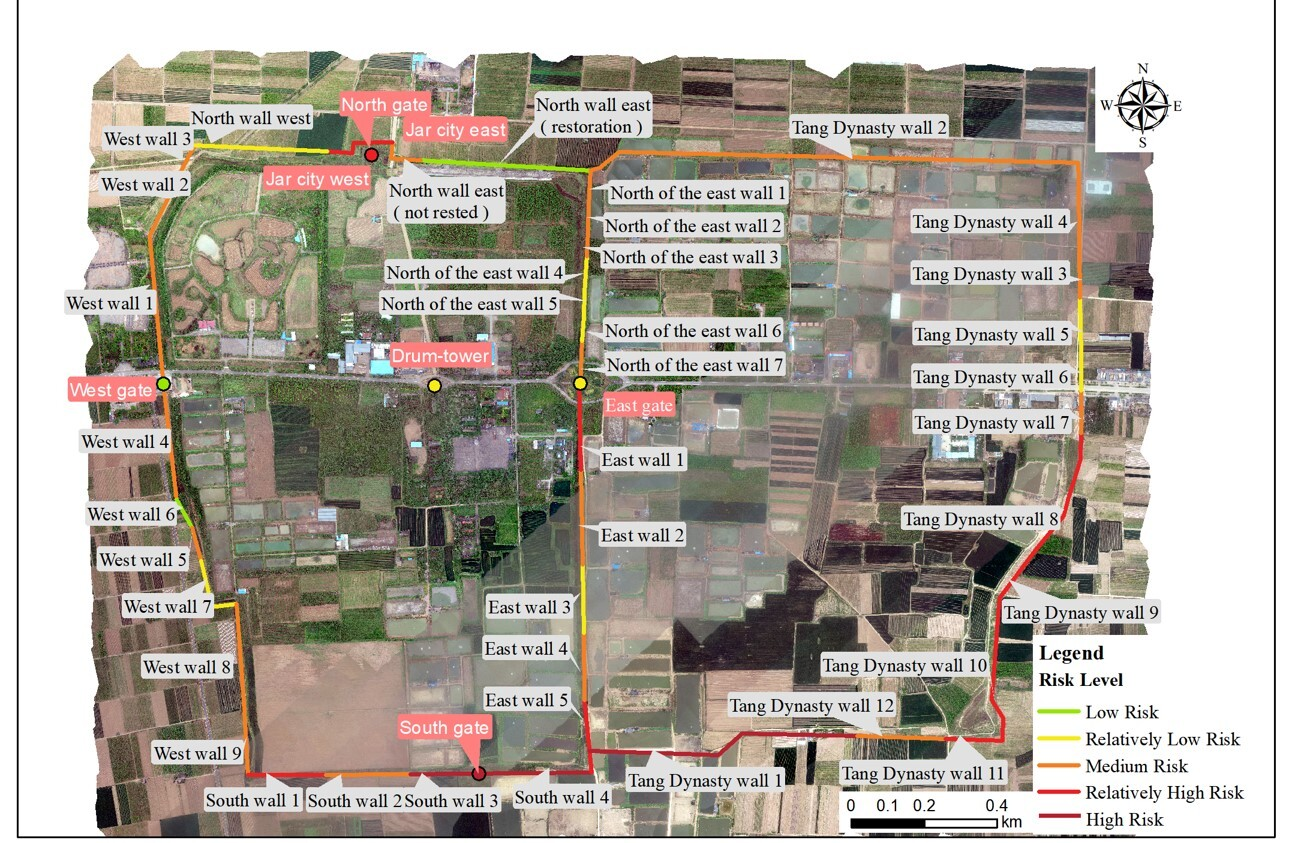 N
W E
S
North gate
North wall east
( restoration )
North wall west
Jar city east
Tang Dynasty wall 2
West wall 3
Jar city west
West wall 2
North wall east
( not rested )
North of the east wall 1
North of the east wall 2
Tang Dynasty wall 4
North of the east wall 3
North of the east wall 4
Tang Dynasty wall 3
West wall 1
North of the east wall 5
North of the east wall 6
Tang Dynasty wall 5
Drum-tower
North of the east wall 7
Tang Dynasty wall 6
West gate
East gate
Tang Dynasty wall 7
West wall 4
East wall 1
West wall 6
Tang Dynasty wall 8
East wall 2
West wall 5
West wall 7
East wall 3
Tang Dynasty wall 9
East wall 4
West wall 8
Tang Dynasty wall 10
East wall 5
Tang Dynasty wall 12
South gate
West wall 9
Tang Dynasty wall 1
Tang Dynasty wall 11
South wall 1
South wall 2
South wall 3
South wall 4
Legend
Risk Level
Low Risk
Relatively Low Risk
Medium Risk
Relatively High Risk
High Risk
0 0.1 0.2 0.4
km